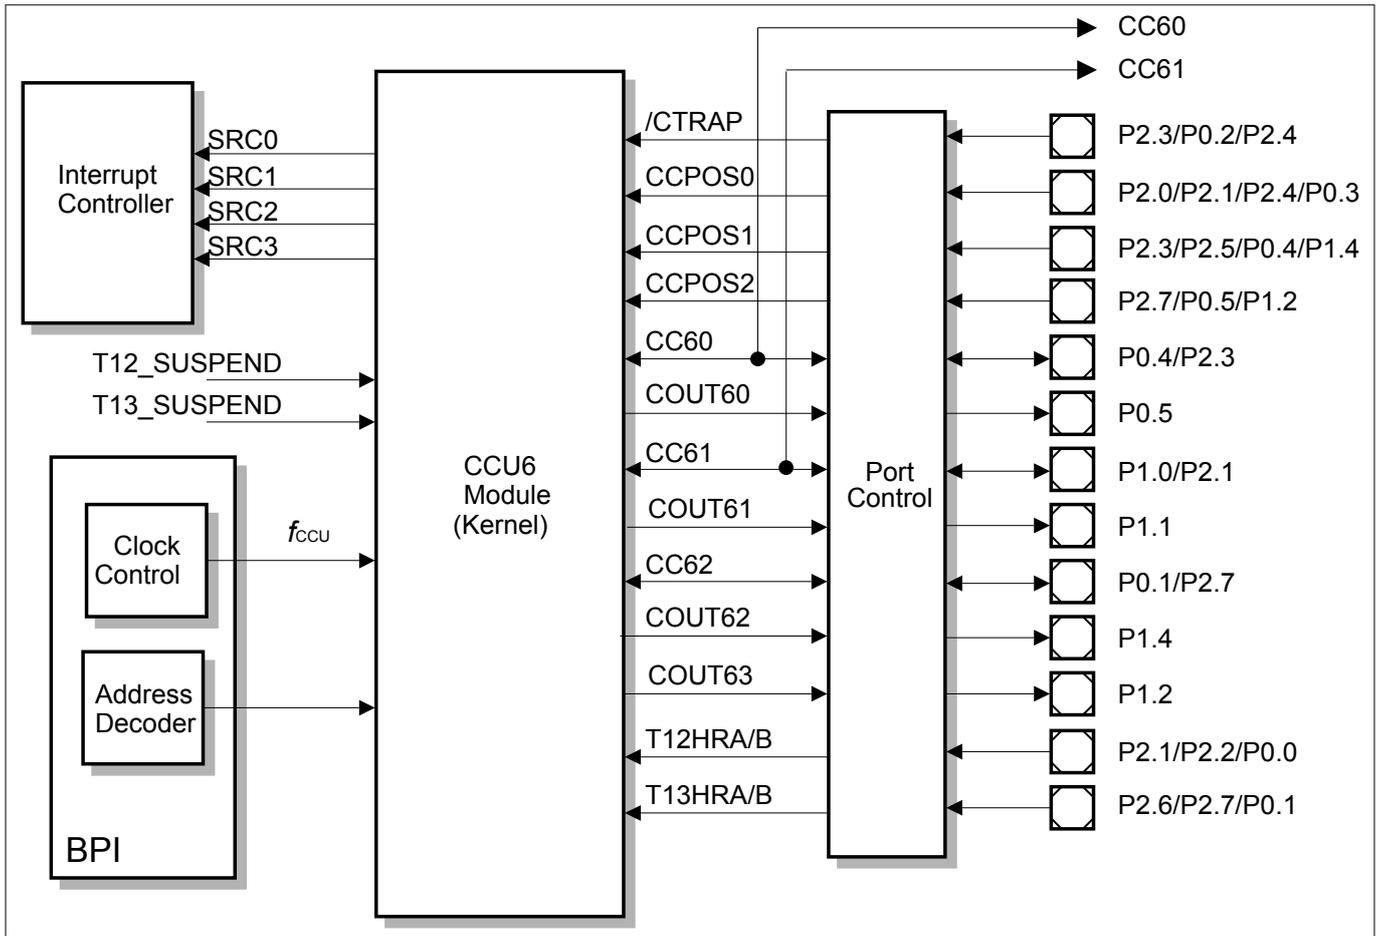 CC60
CC61
/CTRAP
P2.3/P0.2/P2.4
SRC0
Interrupt
Controller
SRC1
CCPOS0
P2.0/P2.1/P2.4/P0.3
SRC2
SRC3
CCPOS1
P2.3/P2.5/P0.4/P1.4
CCPOS2
P2.7/P0.5/P1.2
T12_SUSPEND
CC60
P0.4/P2.3
T13_SUSPEND
COUT60
P0.5
CCU6
Module
(Kernel)
CC61
Port
Control
P1.0/P2.1
Clock
Control
fCCU
COUT61
P1.1
CC62
P0.1/P2.7
COUT62
P1.4
Address
Decoder
COUT63
P1.2
T12HRA/B
P2.1/P2.2/P0.0
T13HRA/B
P2.6/P2.7/P0.1
BPI